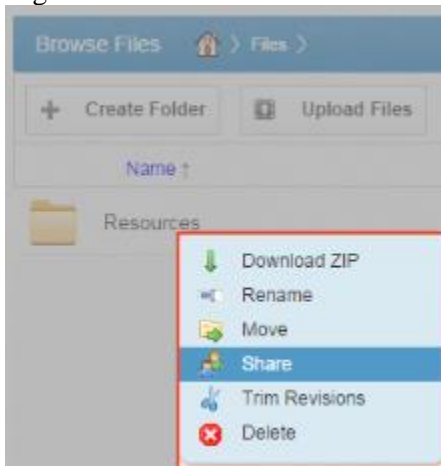 Browse Files > Files >
+ Create Folder Upload Files
Name ↑
Resources
Download ZIP
Rename
Move
Share
Trim Revisions
Delete